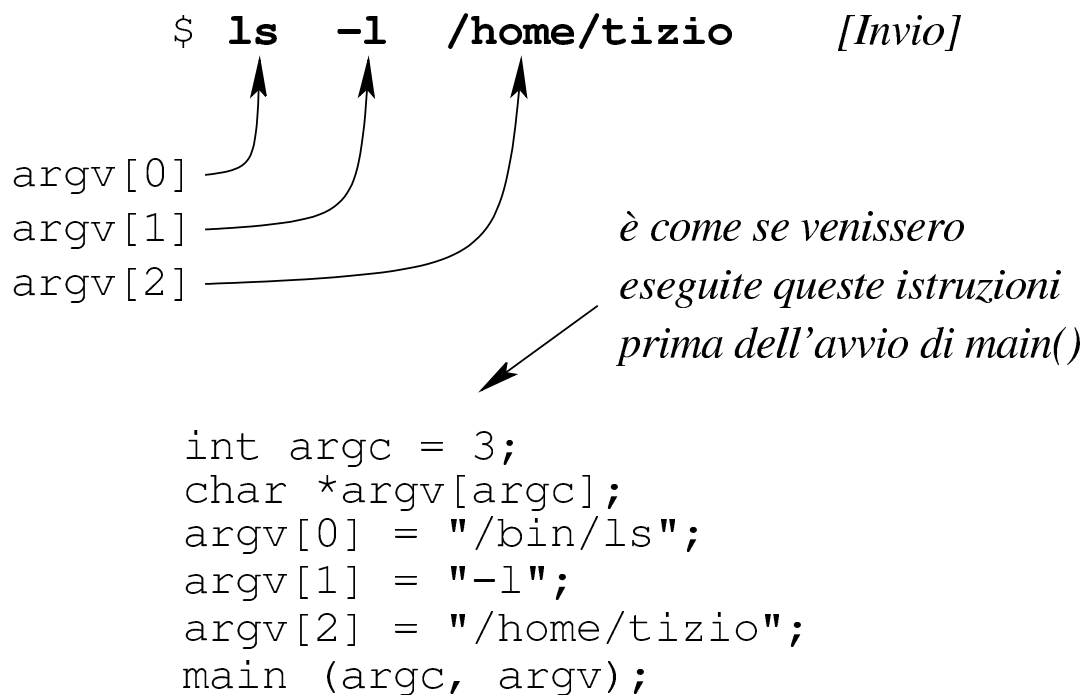 $ ls -l /home/tizio [Invio]
argv[0]
argv[1]
argv[2]
è come se venissero
eseguite queste istruzioni
prima dell'avvio di main()
int argc = 3;
char *argv[argc];
argv[0] = "/bin/ls";
argv[1] = "-l";
argv[2] = "/home/tizio";
main (argc, argv);